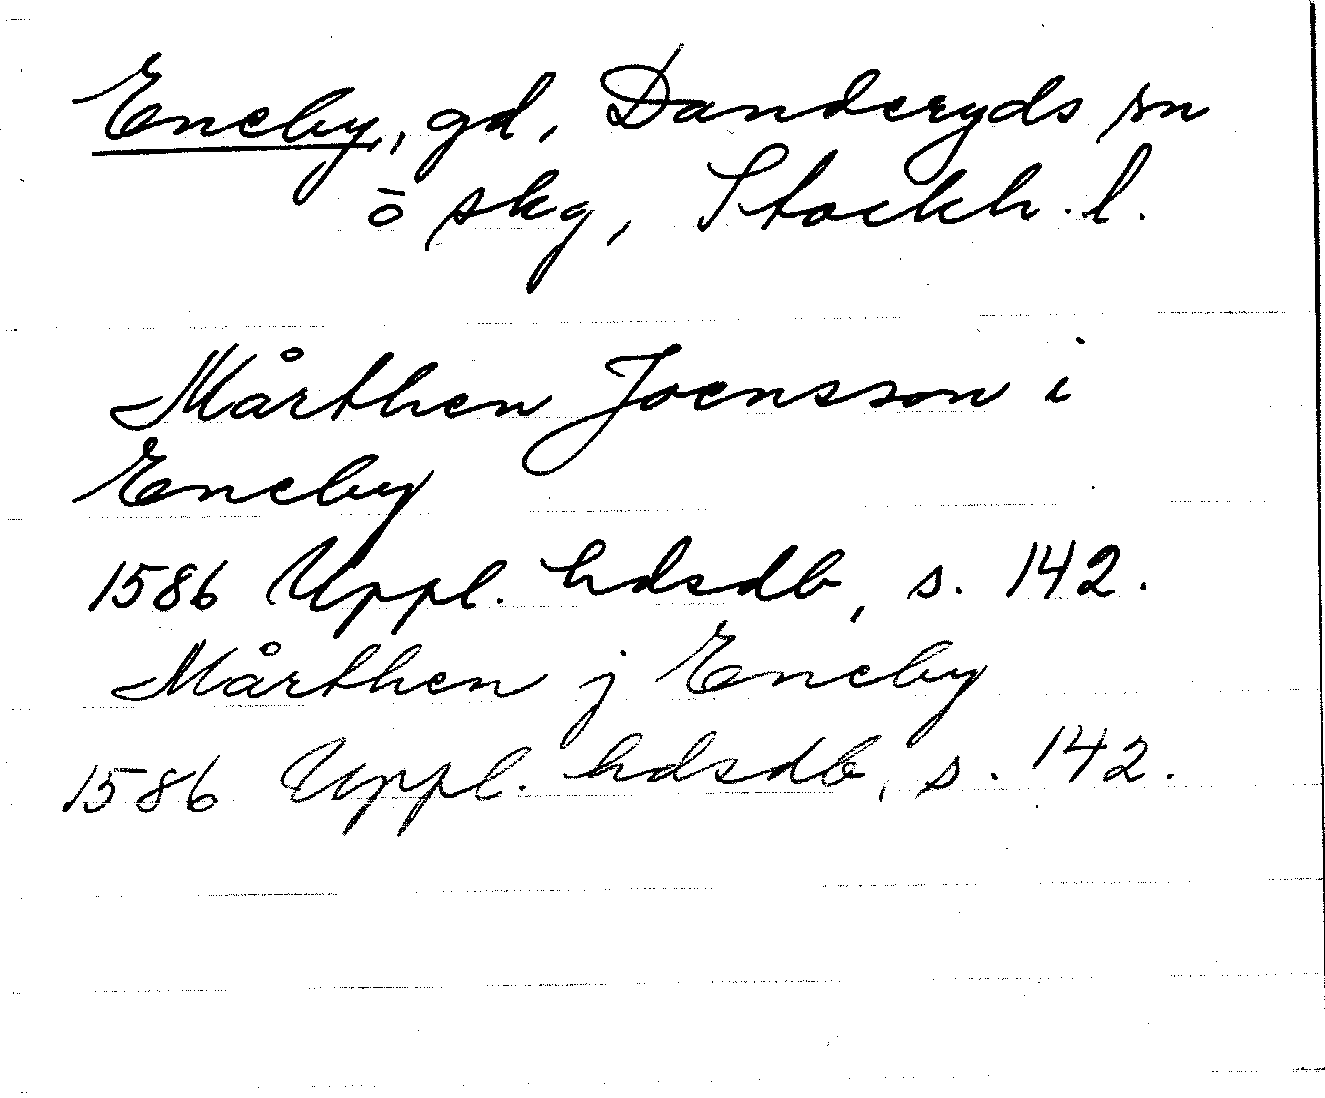 Eneby, gd, Danderyds sn
ö skg, Stockh. l.
Mårthen Joensson i
Eneby
1586 Uppl. hdsdb, s. 142.
Mårthen j Eneby
1586 Uppl. hdsdb, s. 142.